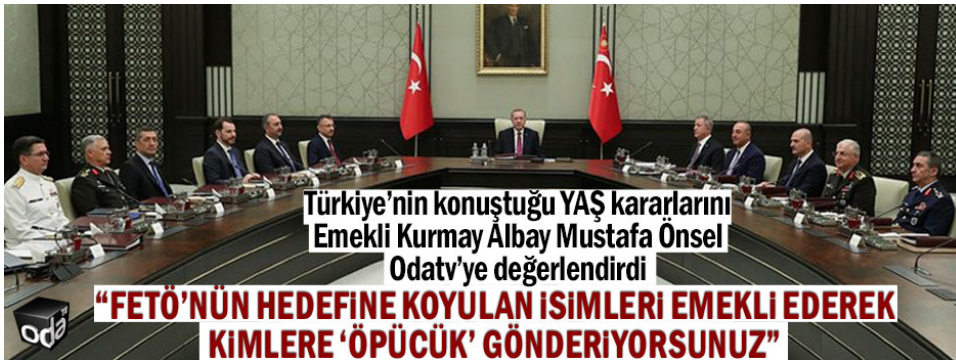 Türkiye’nin konuştuğu YAŞ kararlarını
Emekli Kurmay Albay Mustafa Önsel
Odatv’ye değerlendirdi
“FETÖ’NÜN HEDEFİNE KOYULAN İSİMLERİ EMEKLİ EDEREK
KİMLERE ‘ÖPÜCÜK’ GÖNDERİYORSUNUZ”
oda TV